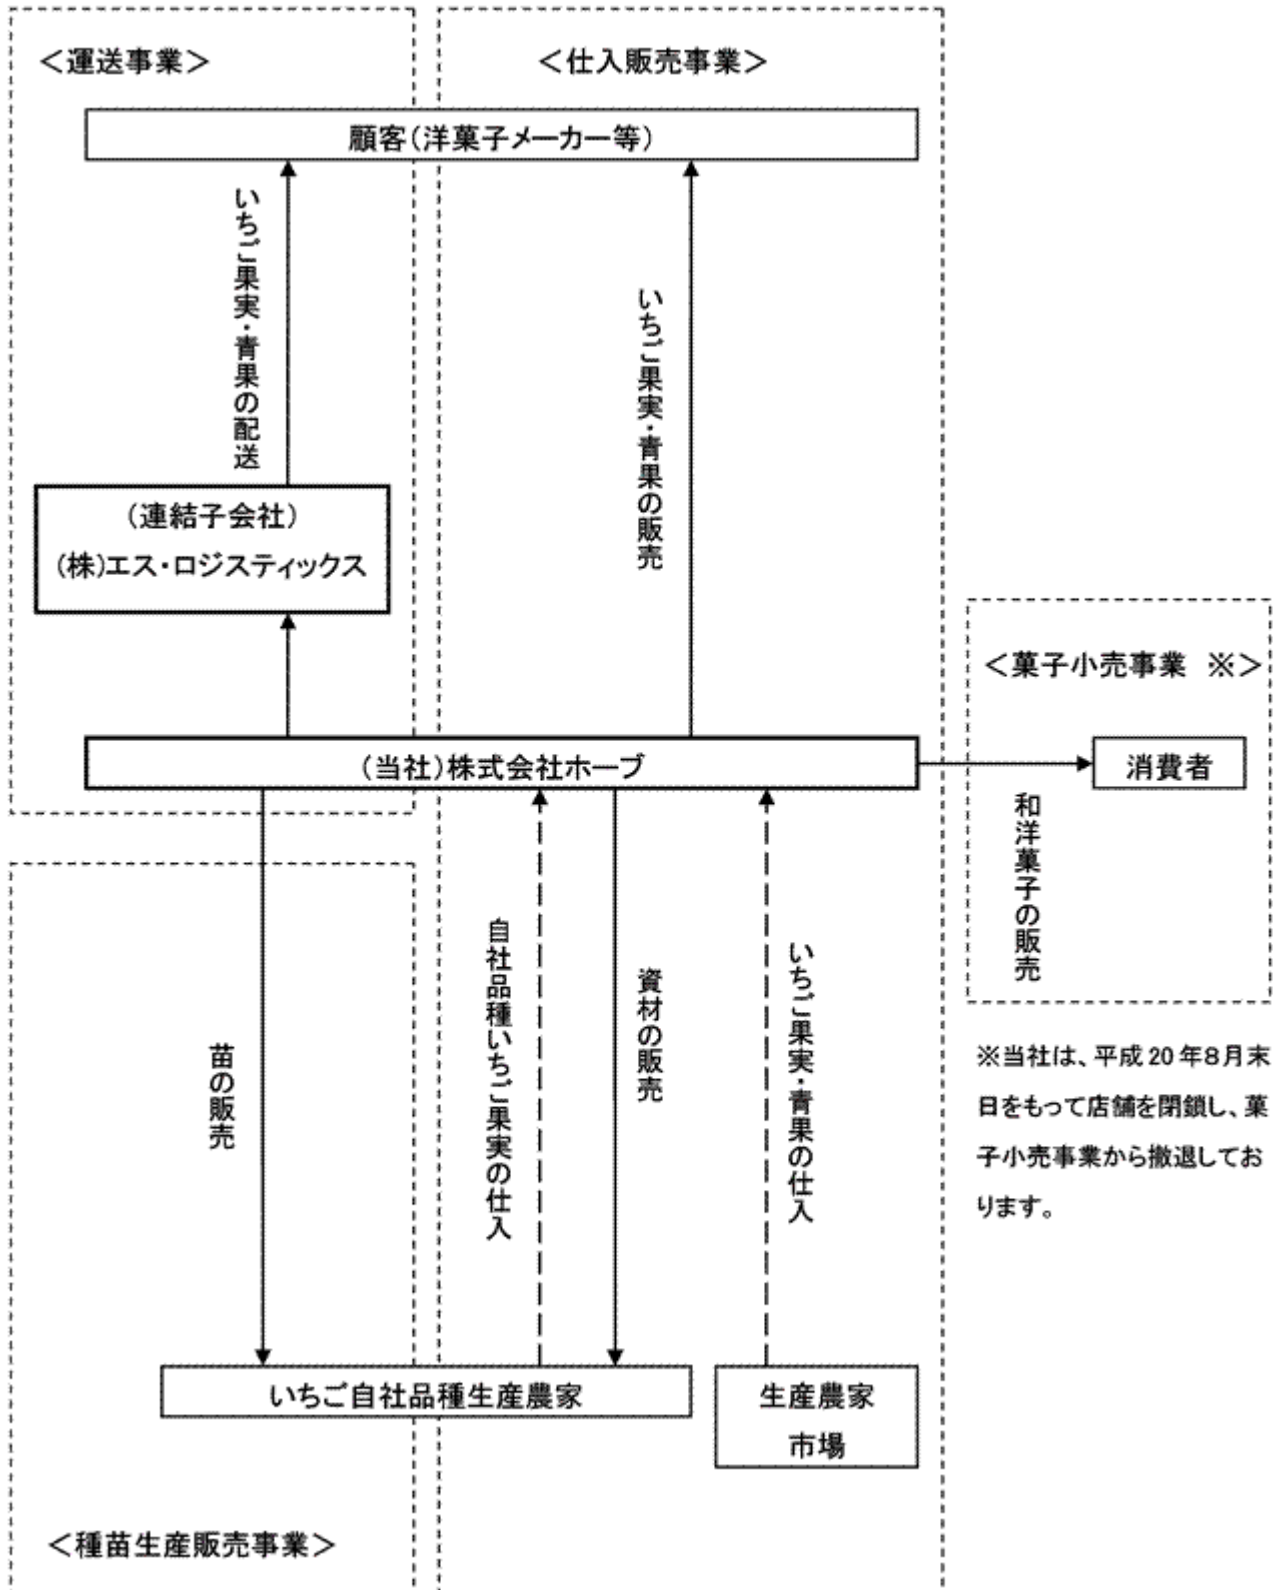 ＜運送事業＞
＜仕入販売事業＞
顧客(洋菓子メーカー等)
いちご果実・青果の配送
いちご果実・青果の販売
(連結子会社)
(株)エス・ロジスティックス
＜菓子小売事業 ※＞
(当社)株式会社ホーブ
消費者
和洋菓子の販売
苗の販売
自社品種いちご果実の仕入
資材の販売
いちご果実・青果の仕入
※当社は、平成20年8月末
日をもって店舗を閉鎖し、菓
子小売事業から撤退してお
ります。
いちご自社品種生産農家
生産農家
市場
＜種苗生産販売事業＞